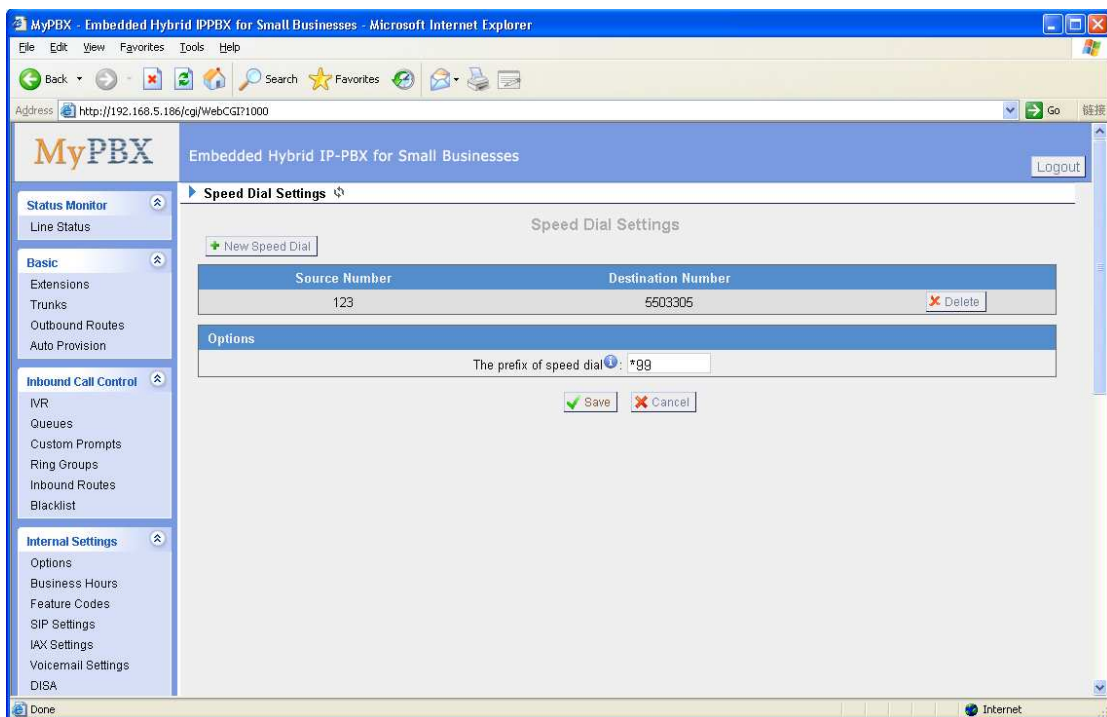 MyPBX - Embedded Hybrid IPPBX for Small Businesses - Microsoft Internet Explorer
File Edit View Favorites Tools Help
Back Search Favorites
Address http://192.168.5.186/cgi/WebCGI?1000 Go 链接
MyPBX
Embedded Hybrid IP-PBX for Small Businesses
Logout
Status Monitor
Line Status
Basic
Extensions
Trunks
Outbound Routes
Auto Provision
Inbound Call Control
IVR
Queues
Custom Prompts
Ring Groups
Inbound Routes
Blacklist
Internal Settings
Options
Business Hours
Feature Codes
SIP Settings
IAX Settings
Voicemail Settings
DISA
Speed Dial Settings
Speed Dial Settings
New Speed Dial
Source Number Destination Number
123 5503305 Delete
Options
The prefix of speed dial : *99
Save Cancel
Done Internet